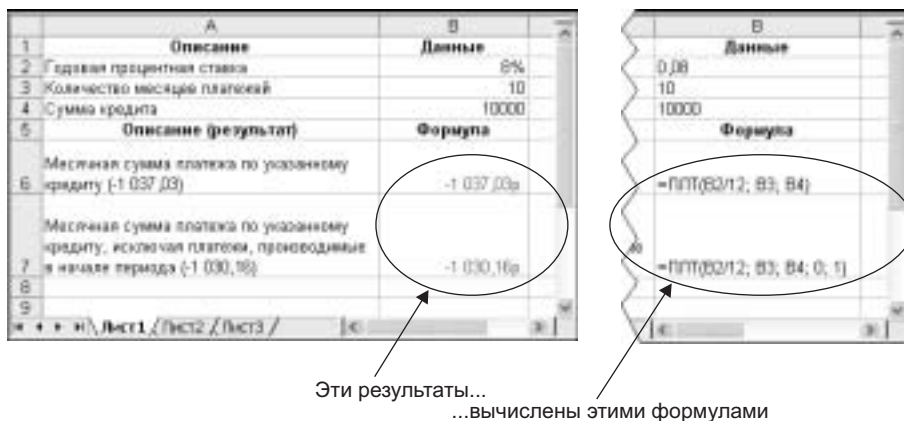 A B
1 Описание Данные
2 Годовая процентная ставка 8%
3 Количество месяцев платежей 10
4 Сумма кредита 10000
5 Описание (результат) Формула
Месячная сумма платежа по указанному
6 кредиту (-1 037,03) -1 037,03р.
Месячная сумма платежа по указанному
кредиту, исключая платежи, производимые
7 в начале периода (-1 030,16) -1 030,16р.
8
9
Лист1 / Лист2 / Лист3 /
B
Данные
0,08
10
10000
Формула
=ПЛТ(B2/12; B3; B4)
=ПЛТ(B2/12; B3; B4; 0; 1)
Эти результаты...
...вычислены этими формулами